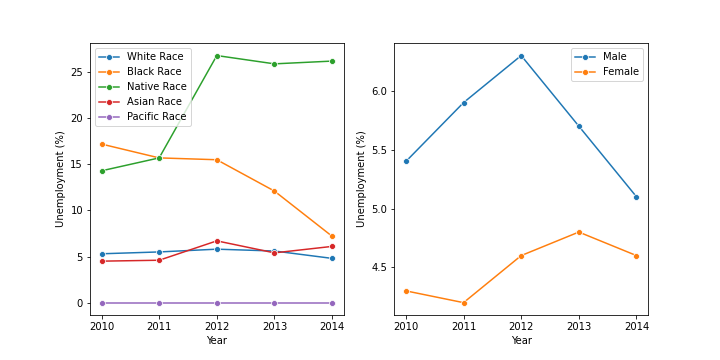 White Race
Black Race
Native Race
Asian Race
Pacific Race
25
20
15
10
5
0
Unemployment (%)
2010 2011 2012 2013 2014
Year
Male
Female
6.0
5.5
5.0
4.5
Unemployment (%)
2010 2011 2012 2013 2014
Year